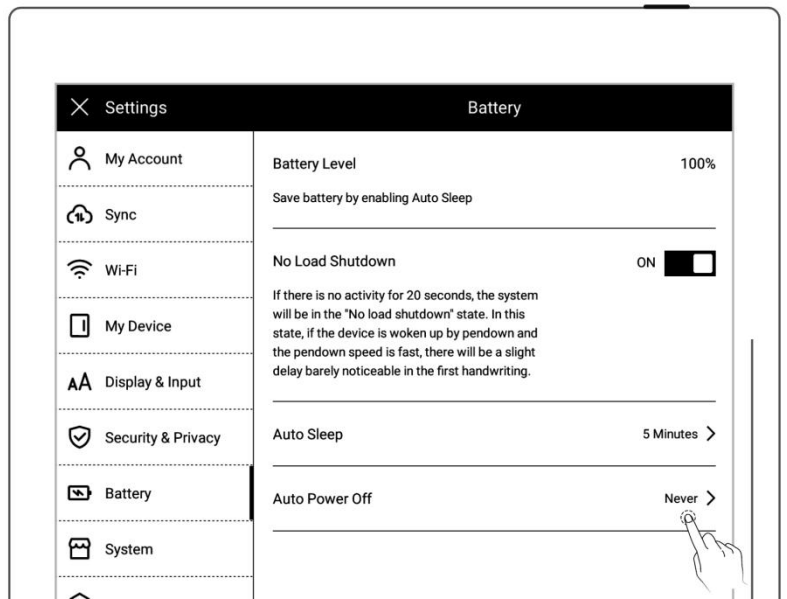 Settings
Battery
My Account
Sync
Wi-Fi
My Device
AA Display & Input
Security & Privacy
Battery
System
Battery Level 100%
Save battery by enabling Auto Sleep
No Load Shutdown ON
If there is no activity for 20 seconds, the system
will be in the "No load shutdown" state. In this
state, if the device is woken up by pendown and
the pendown speed is fast, there will be a slight
delay barely noticeable in the first handwriting.
Auto Sleep 5 Minutes
Auto Power Off Never